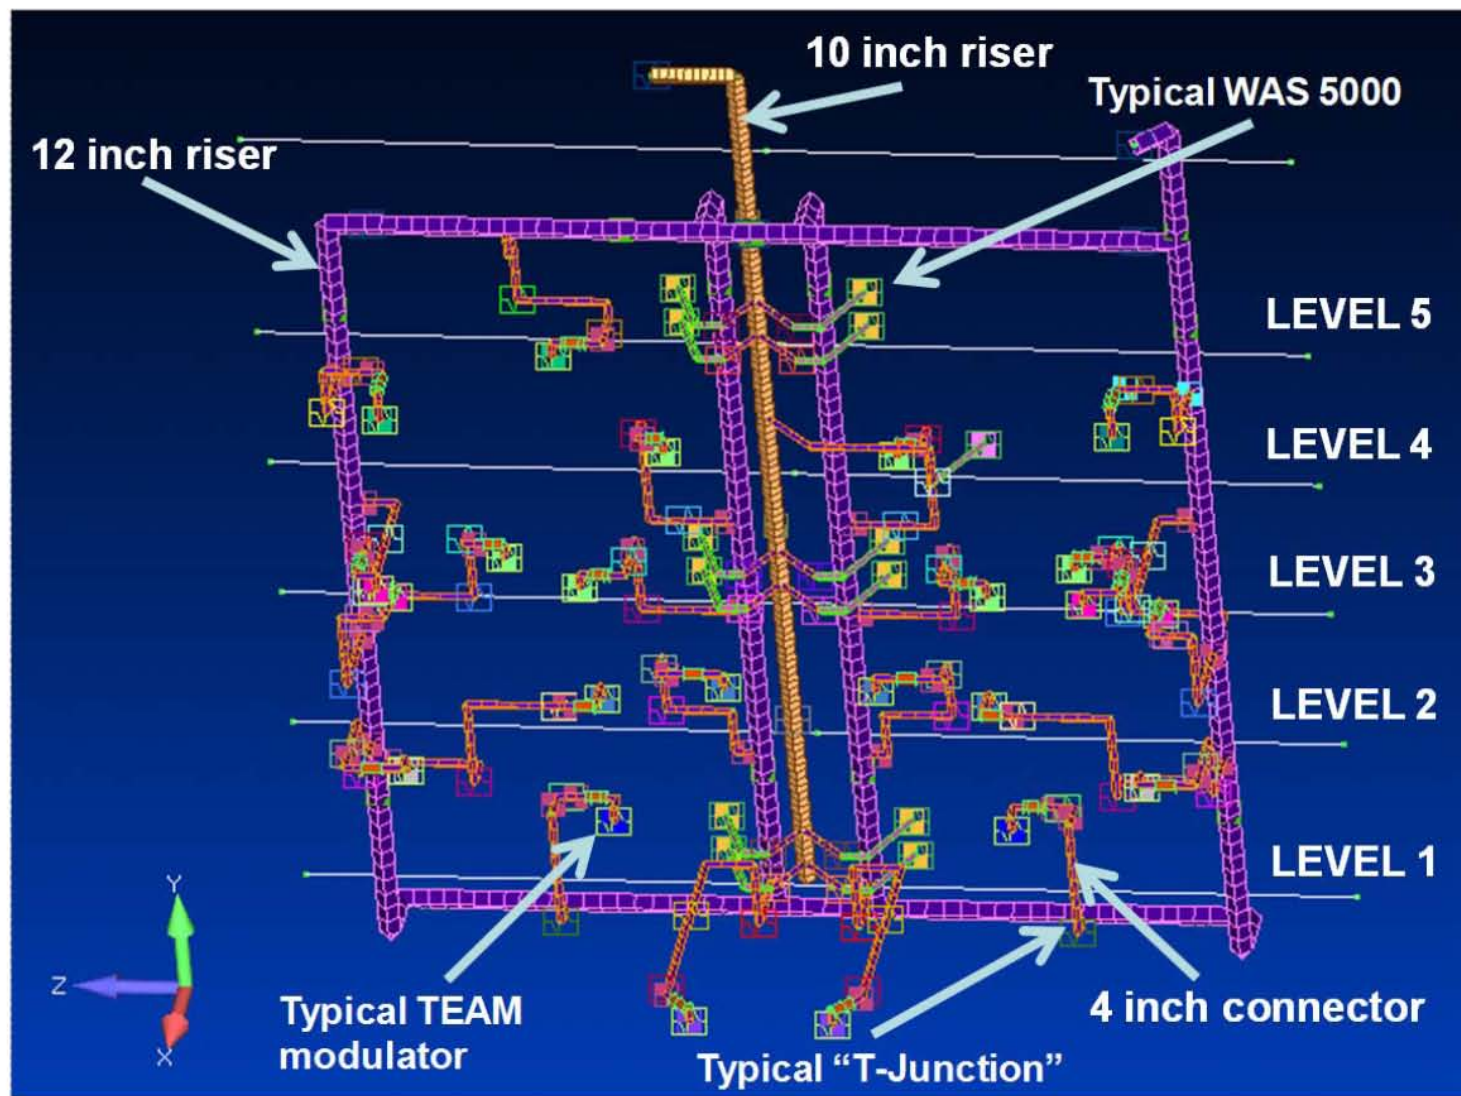 10 inch riser
Typical WAS 5000
12 inch riser
LEVEL 5
LEVEL 4
LEVEL 3
LEVEL 2
LEVEL 1
Y
Z
X
Typical TEAM
modulator
4 inch connector
Typical “T-Junction”